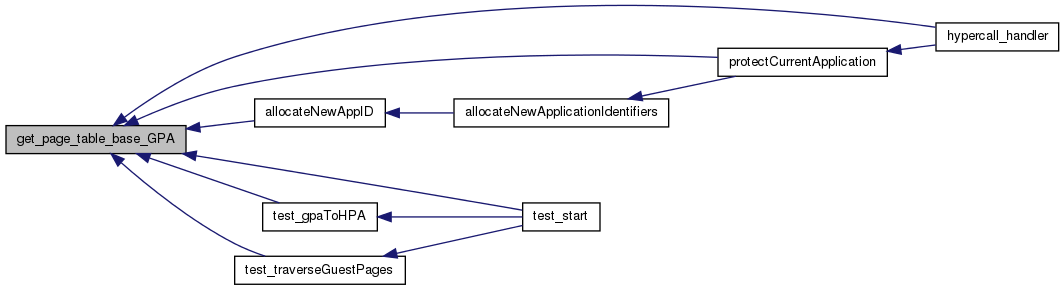 hypercall_handler
protectCurrentApplication
allocateNewAppID
allocateNewApplicationIdentifiers
get_page_table_base_GPA
test_gpaToHPA
test_start
test_traverseGuestPages